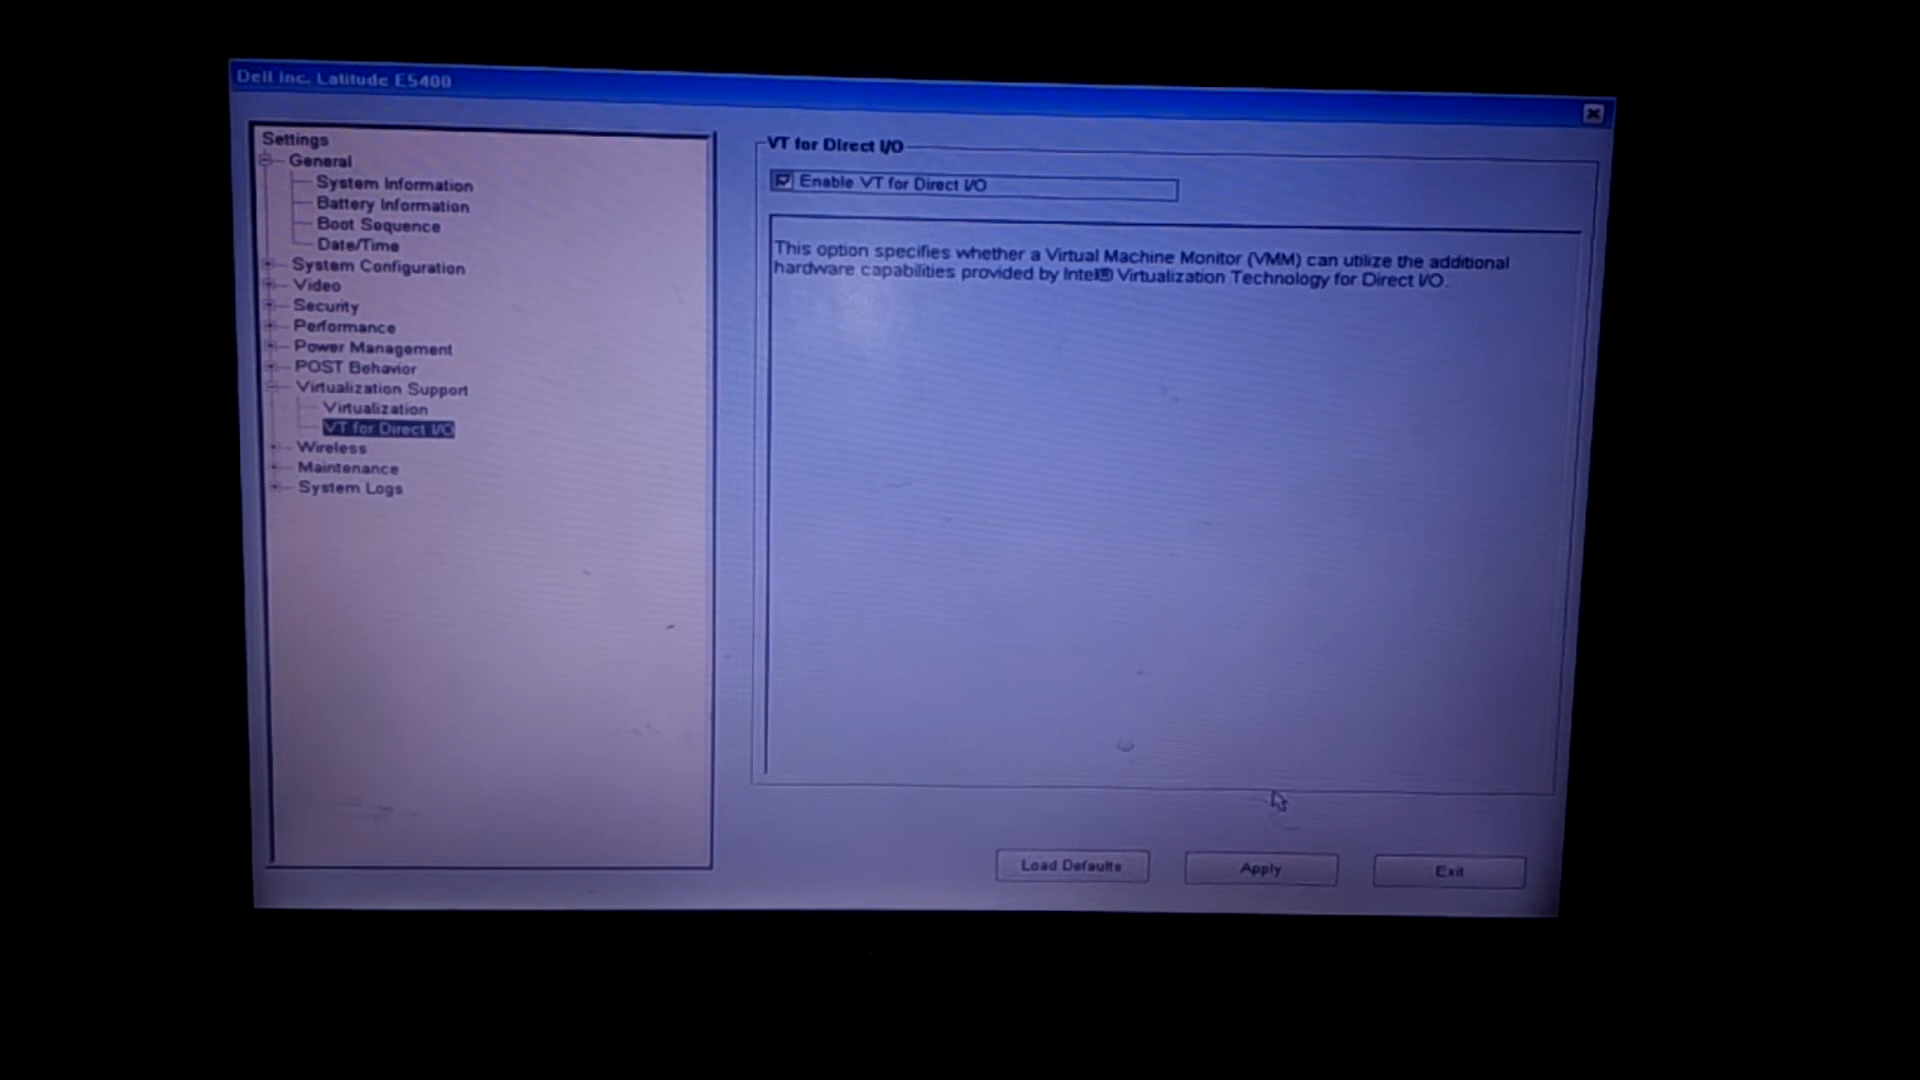 Dell Inc. Latitude E5400
Settings
General
System Information
Battery Information
Boot Sequence
Date/Time
System Configuration
Video
Security
Performance
Power Management
POST Behavior
Virtualization Support
Virtualization
VT for Direct I/O
Wireless
Maintenance
System Logs
VT for Direct I/O
Enable VT for Direct I/O
This option specifies whether a Virtual Machine Monitor (VMM) can utilize the additional
hardware capabilities provided by Intel® Virtualization Technology for Direct I/O.
Load Defaults
Apply
Exit